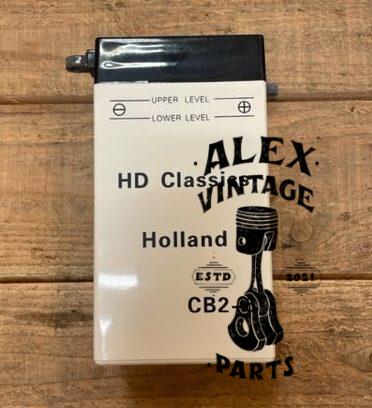 ⊖ UPPER LEVEL ⊕
LOWER LEVEL
· ALEX ·
HD Classics
VINTAGE
Holland
ESTD
2021
CB2-
· PARTS ·